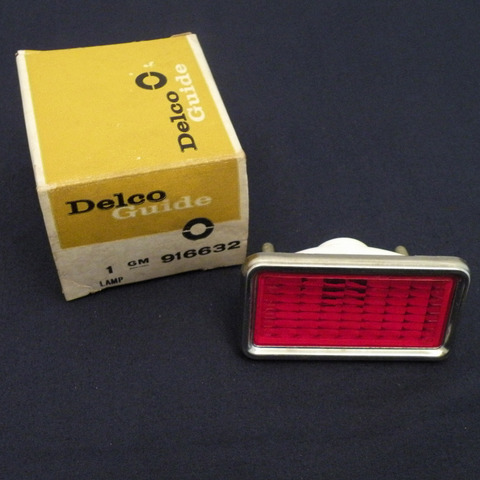 Delco
Guide
Delco
Guide
1 GM 916632
LAMP